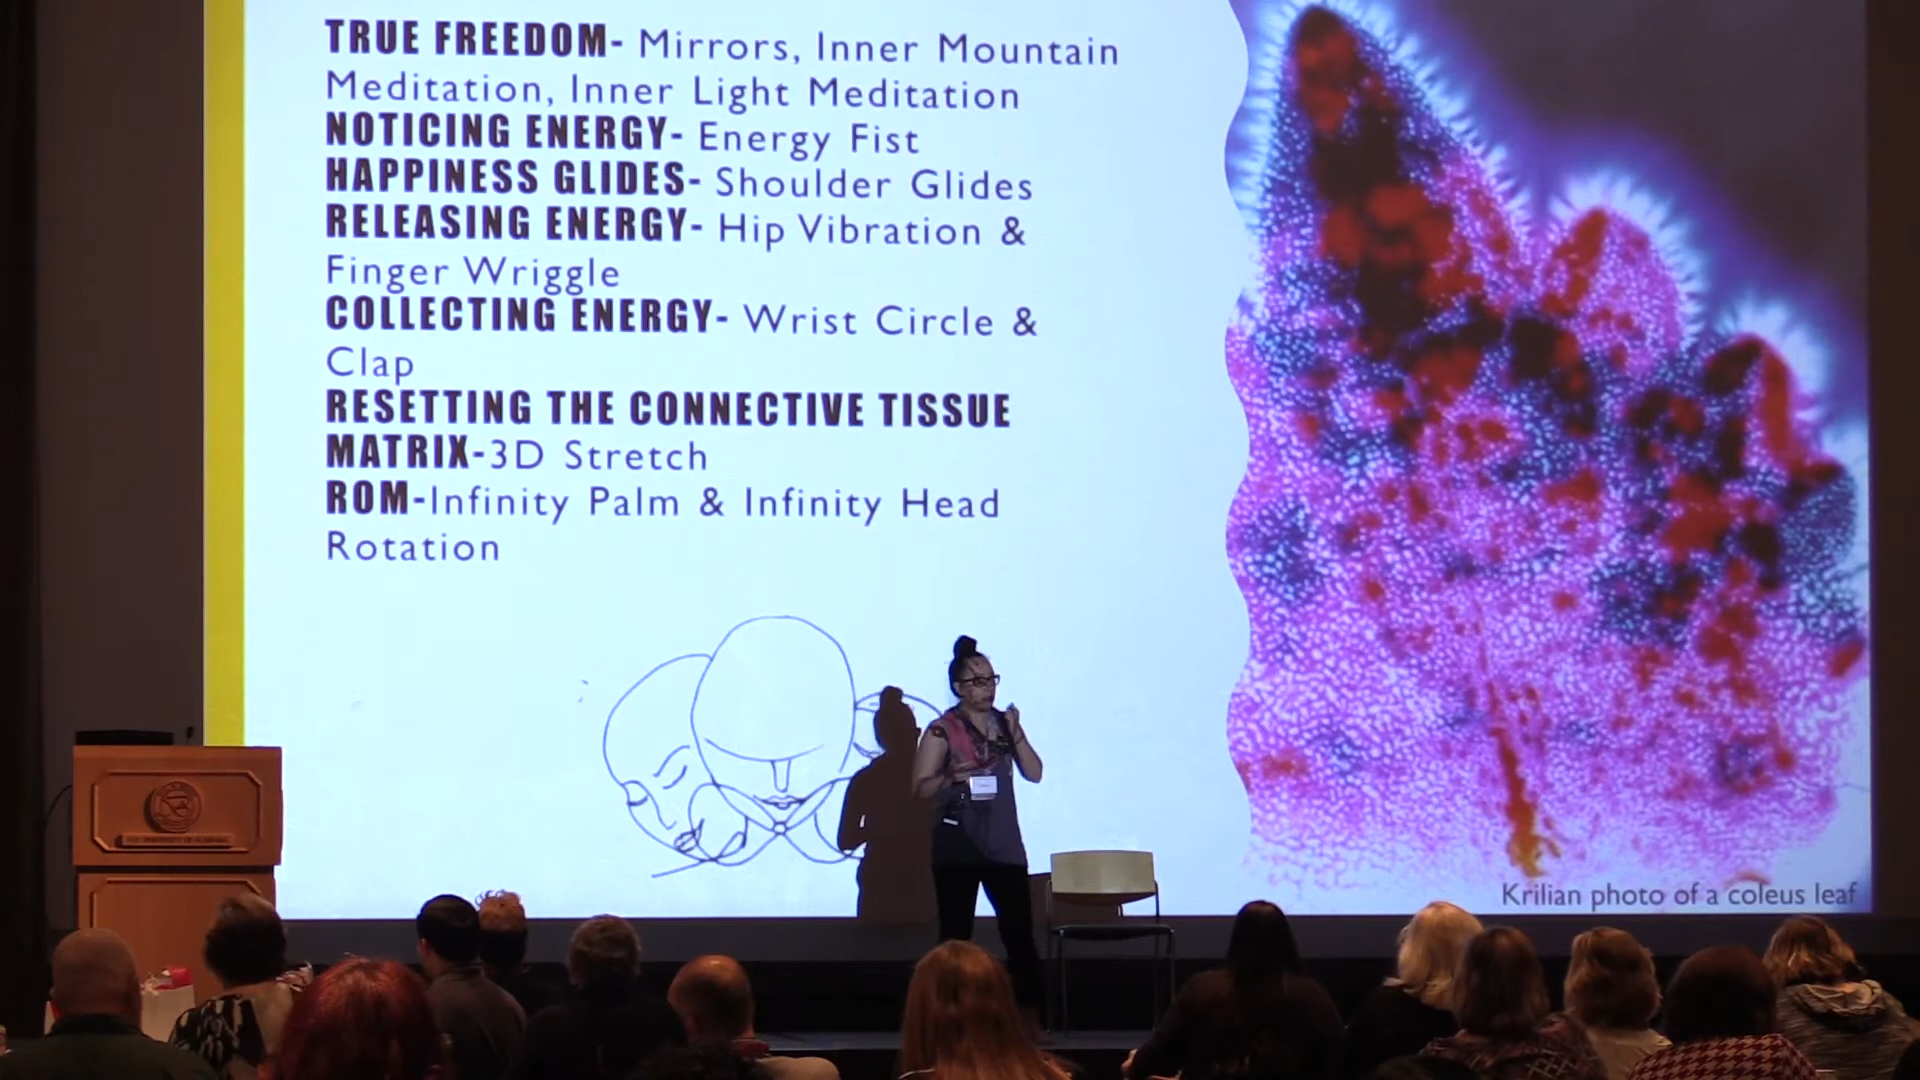 TRUE FREEDOM- Mirrors, Inner Mountain
Meditation, Inner Light Meditation
NOTICING ENERGY- Energy Fist
HAPPINESS GLIDES- Shoulder Glides
RELEASING ENERGY- Hip Vibration &
Finger Wriggle
COLLECTING ENERGY- Wrist Circle &
Clap
RESETTING THE CONNECTIVE TISSUE
MATRIX-3D Stretch
ROM-Infinity Palm & Infinity Head
Rotation
Krilian photo of a coleus leaf